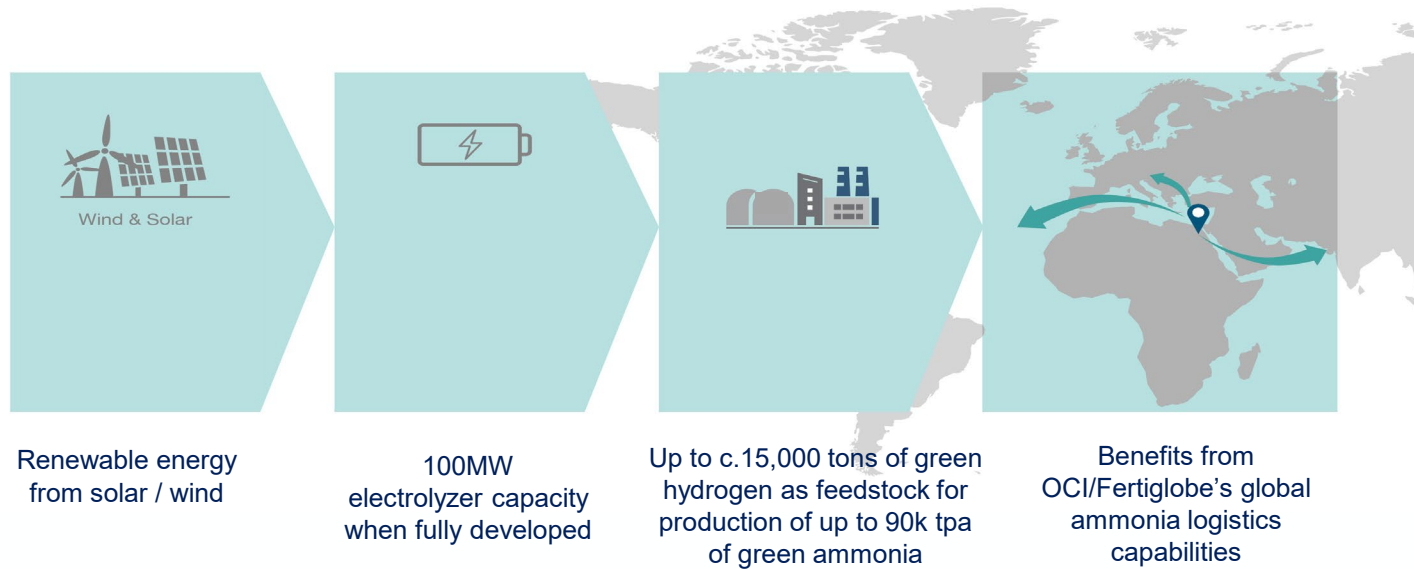 Wind & Solar
Renewable energy
from solar / wind
100MW
electrolyzer capacity
when fully developed
Up to c.15,000 tons of green
hydrogen as feedstock for
production of up to 90k tpa
of green ammonia
Benefits from
OCI/Fertiglobe’s global
ammonia logistics
capabilities